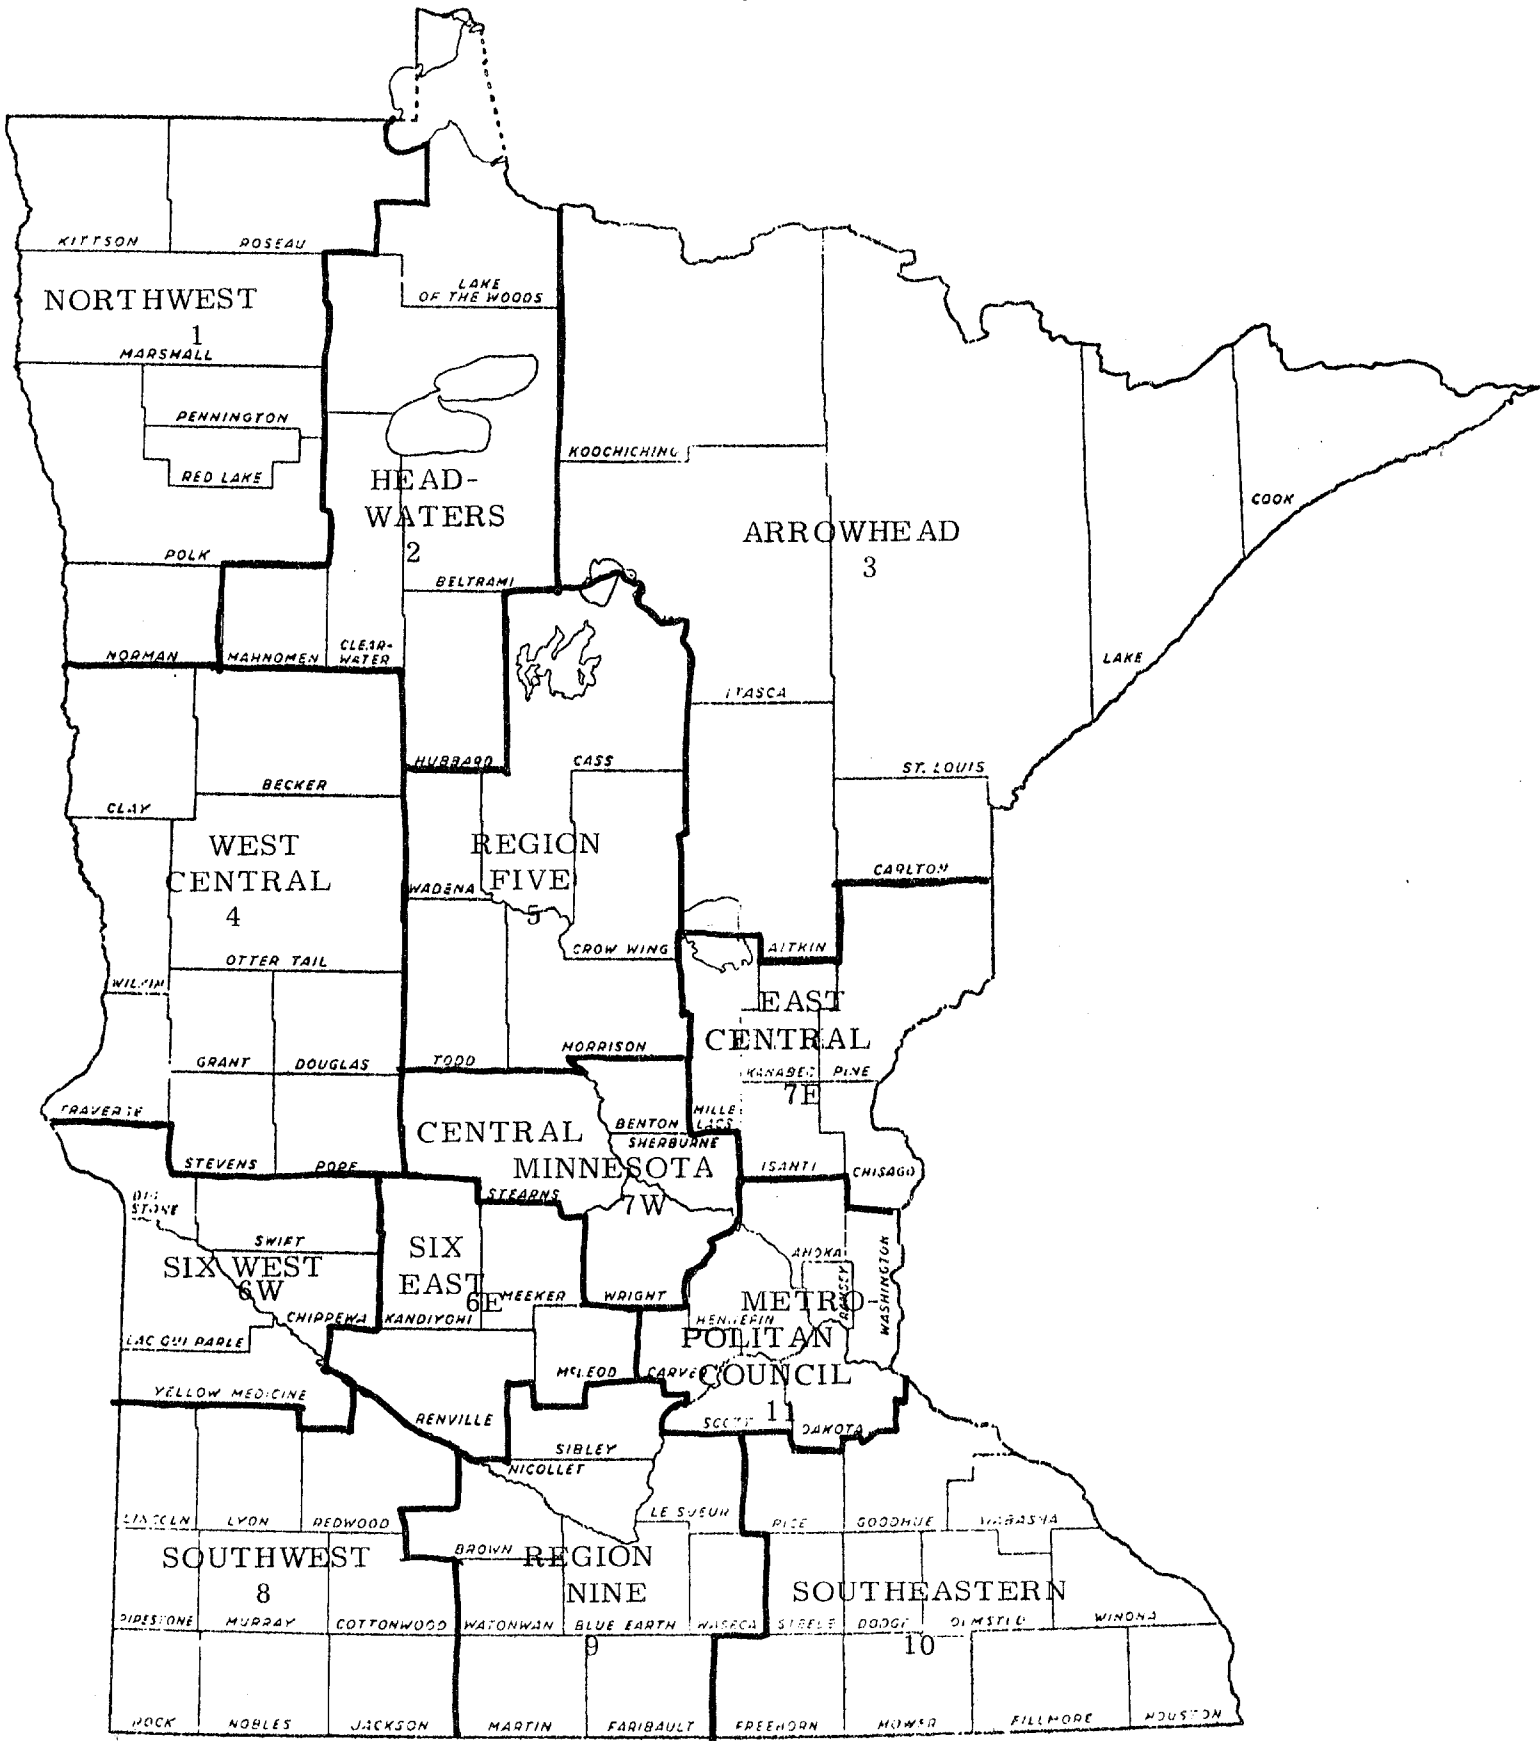 KITTSON
ROSEAU
LAKE
OF THE WOODS
NORTHWEST
1
MARSHALL
PENNINGTON
RED LAKE
KOOCHICHING
HEAD-
WATERS
2
ARROWHEAD
3
COOK
POLK
BELTRAMI
NORMAN
MAHNOMEN
CLEAR-
WATER
LAKE
ITASCA
HUBBARD
CASS
ST. LOUIS
BECKER
CLAY
WEST
CENTRAL
4
REGION
FIVE
5
WADENA
CARLTON
CROW WING
AITKIN
OTTER TAIL
WILKIN
EAST
CENTRAL
7E
GRANT
DOUGLAS
TODD
MORRISON
KANABEC
PINE
TRAVERSE
BENTON
MILLE
LACS
SHERBURNE
CENTRAL
MINNESOTA
7W
STEVENS
POPE
STEARNS
ISANTI
CHISAGO
BIG
STONE
SWIFT
SIX WEST
6W
SIX
EAST
6E
MEEKER
WRIGHT
ANOKA
RAMSEY
WASHINGTON
CHIPPEWA
KANDIYOHI
HENNEPIN
METRO-
POLITAN
COUNCIL
11
LAC QUI PARLE
McLEOD
CARVER
YELLOW MEDICINE
RENVILLE
SCOTT
DAKOTA
SIBLEY
NICOLLET
LINCOLN
LYON
REDWOOD
LE SUEUR
RICE
GOODHUE
WABASHA
SOUTHWEST
8
BROWN
REGION
NINE
9
SOUTHEASTERN
10
PIPESTONE
MURRAY
COTTONWOOD
WATONWAN
BLUE EARTH
WASECA
STEELE
DODGE
OLMSTED
WINONA
ROCK
NOBLES
JACKSON
MARTIN
FARIBAULT
FREEBORN
MOWER
FILLMORE
HOUSTON